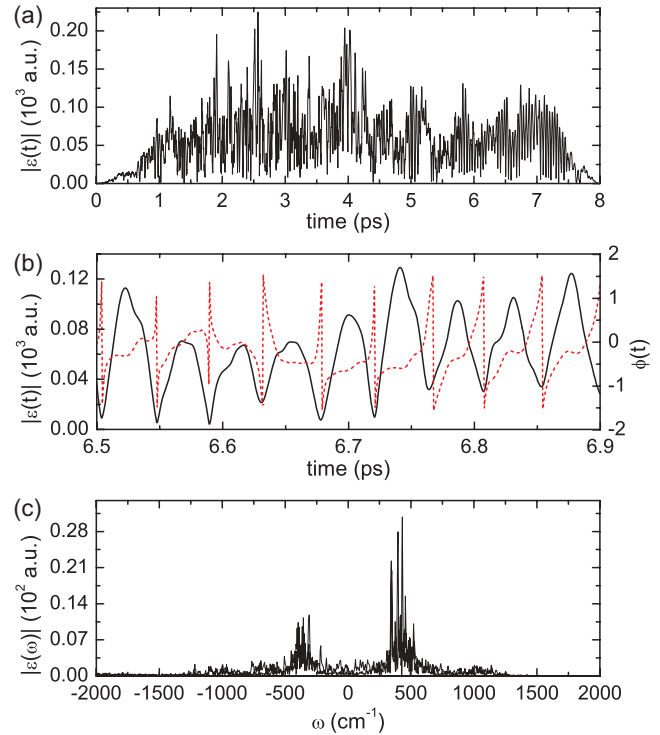 (a)
0.20
0.15
0.10
0.05
0.00
|ε(t)| (10³ a.u.)
0 1 2 3 4 5 6 7 8
time (ps)
(b)
0.12
0.08
0.04
0.00
|ε(t)| (10³ a.u.)
2
1
0
-1
-2
ϕ(t)
6.5 6.6 6.7 6.8 6.9
time (ps)
(c)
0.28
0.21
0.14
0.07
0.00
|ε(ω)| (10² a.u.)
-2000 -1500 -1000 -500 0 500 1000 1500 2000
ω (cm⁻¹)